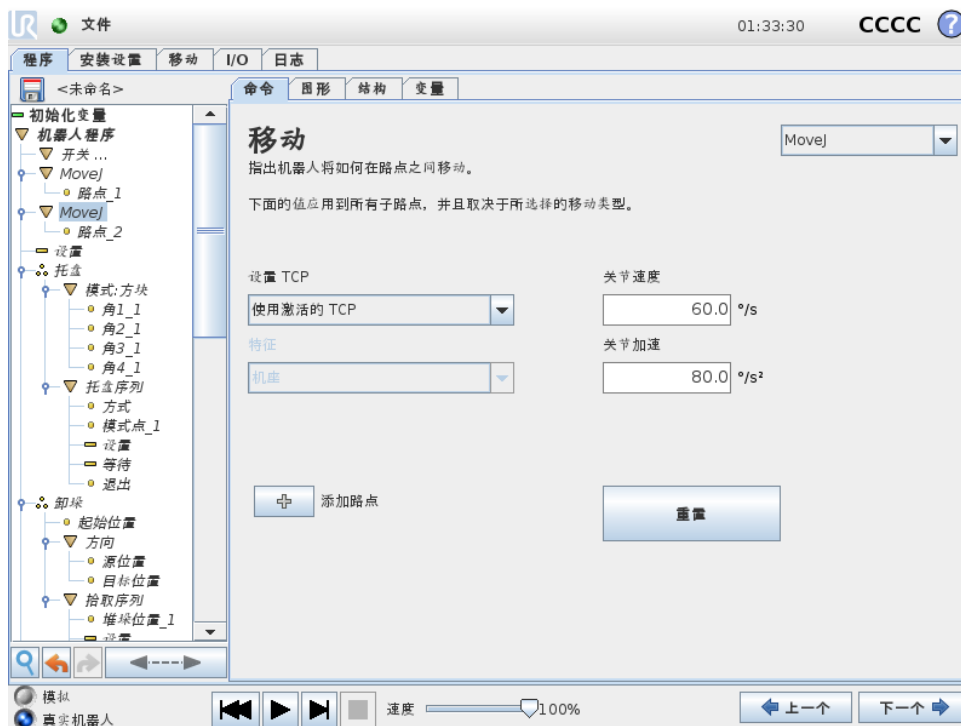 UR 文件 01:33:30 CCCC ?
程序 安装设置 移动 I/O 日志
<未命名> 命令 图形 结构 变量
初始化变量
机器人程序
开关 ...
MoveJ
路点_1
MoveJ
路点_2
设置
托盘
模式:方块
角1_1
角2_1
角3_1
角4_1
托盘序列
方式
模式点_1
设置
等待
退出
卸垛
起始位置
方向
源位置
目标位置
拾取序列
堆垛位置_1
设置
移动 MoveJ
指出机器人将如何在路点之间移动。
下面的值应用到所有子路点，并且取决于所选择的移动类型。
设置 TCP 关节速度
使用激活的 TCP 60.0 °/s
特征 关节加速
机座 80.0 °/s²
添加路点 重置
模拟
真实机器人
速度 100% 上一个 下一个